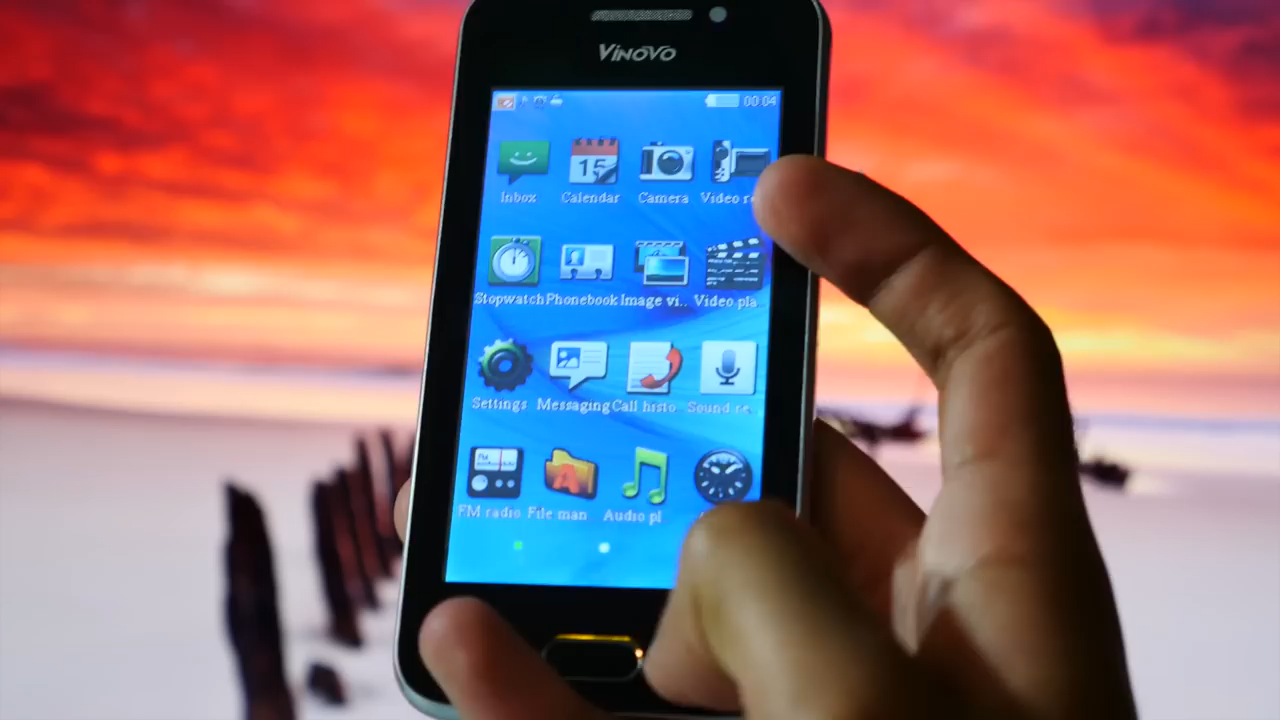 VINOVO
00 04
15
Inbox Calendar Camera Video re
Stopwatch Phonebook Image vi.. Video pla
Settings Messaging Call histo Sound re..
FM
A
FM radio File man Audio pl